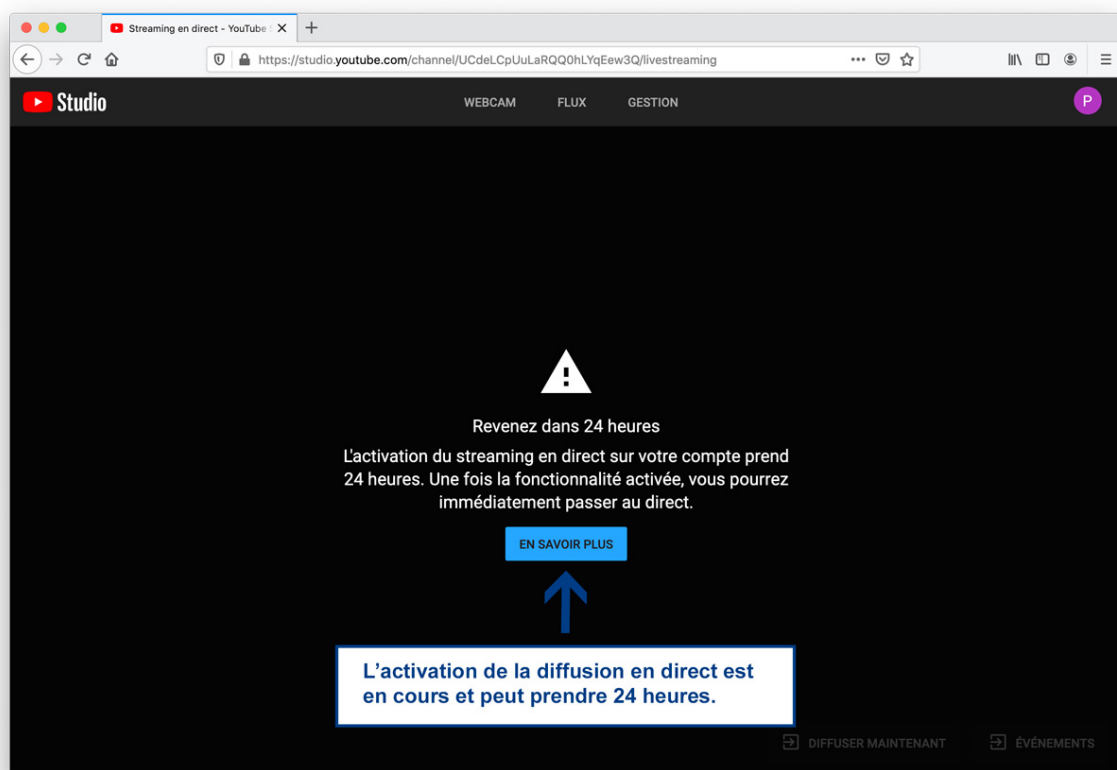 Streaming en direct - YouTube S
https://studio.youtube.com/channel/UCdeLCpUuLaRQQ0hLYqEew3Q/livestreaming
Studio
WEBCAM FLUX GESTION
P
Revenez dans 24 heures
L'activation du streaming en direct sur votre compte prend
24 heures. Une fois la fonctionnalité activée, vous pourrez
immédiatement passer au direct.
EN SAVOIR PLUS
L’activation de la diffusion en direct est
en cours et peut prendre 24 heures.
DIFFUSER MAINTENANT ÉVÉNEMENTS